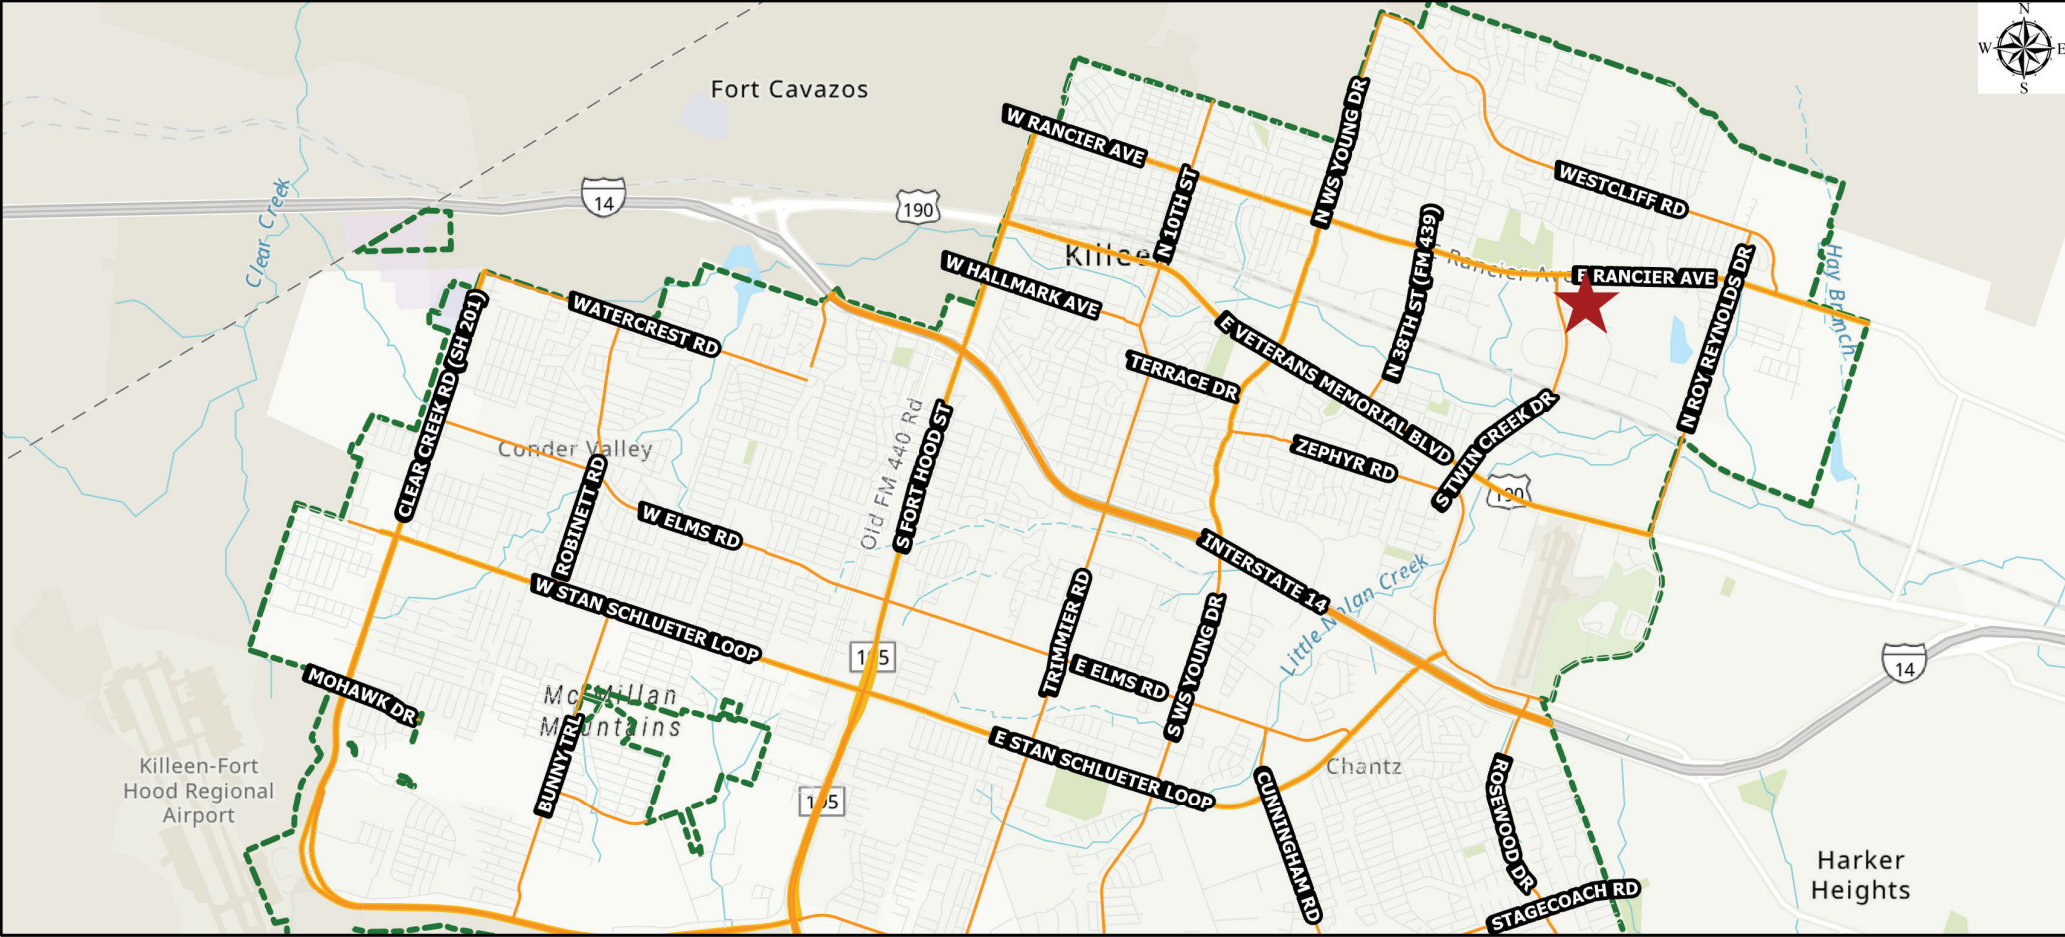 N
W
E
S
Fort Cavazos
N WS YOUNG DR
W RANCIER AVE
WESTCLIFF RD
14
190
Clear Creek
N 10TH ST
N 38TH ST (FM 439)
Killee
Rancier Ave
E RANCIER AVE
N ROY REYNOLDS DR
Hay Branch
W HALLMARK AVE
WATERCREST RD
CLEAR CREEK RD (SH 201)
E VETERANS MEMORIAL BLVD
TERRACE DR
Old FM 440 Rd
S FORT HOOD ST
Conder Valley
ROBINETT RD
ZEPHYR RD
S TWIN CREEK DR
190
W ELMS RD
INTERSTATE 14
Little Nolan Creek
W STAN SCHLUETER LOOP
TRIMMIER RD
S WS YOUNG DR
195
E ELMS RD
14
MOHAWK DR
McMillan
Mountains
BUNNY TRL
E STAN SCHLUETER LOOP
Chantz
Killeen-Fort
Hood Regional
Airport
195
CUNNINGHAM RD
ROSEWOOD DR
Harker
Heights
STAGECOACH RD